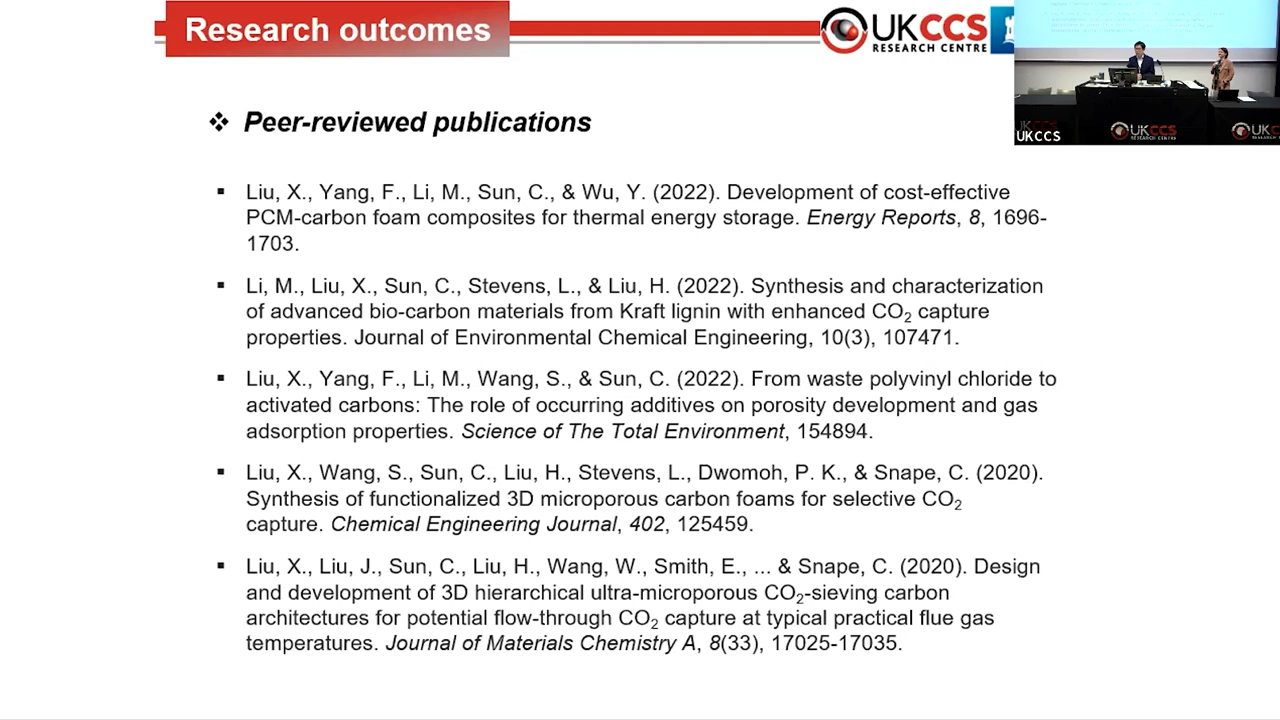 Research outcomes
UKCCS
RESEARCH CENTRE
❖ Peer-reviewed publications
▪ Liu, X., Yang, F., Li, M., Sun, C., & Wu, Y. (2022). Development of cost-effective
PCM-carbon foam composites for thermal energy storage. Energy Reports, 8, 1696-
1703.
▪ Li, M., Liu, X., Sun, C., Stevens, L., & Liu, H. (2022). Synthesis and characterization
of advanced bio-carbon materials from Kraft lignin with enhanced CO₂ capture
properties. Journal of Environmental Chemical Engineering, 10(3), 107471.
▪ Liu, X., Yang, F., Li, M., Wang, S., & Sun, C. (2022). From waste polyvinyl chloride to
activated carbons: The role of occurring additives on porosity development and gas
adsorption properties. Science of The Total Environment, 154894.
▪ Liu, X., Wang, S., Sun, C., Liu, H., Stevens, L., Dwomoh, P. K., & Snape, C. (2020).
Synthesis of functionalized 3D microporous carbon foams for selective CO₂
capture. Chemical Engineering Journal, 402, 125459.
▪ Liu, X., Liu, J., Sun, C., Liu, H., Wang, W., Smith, E., ... & Snape, C. (2020). Design
and development of 3D hierarchical ultra-microporous CO₂-sieving carbon
architectures for potential flow-through CO₂ capture at typical practical flue gas
temperatures. Journal of Materials Chemistry A, 8(33), 17025-17035.
UKCCS
UKCCS
RESEARCH CENTRE
UKCCS
RESEARCH CENTRE